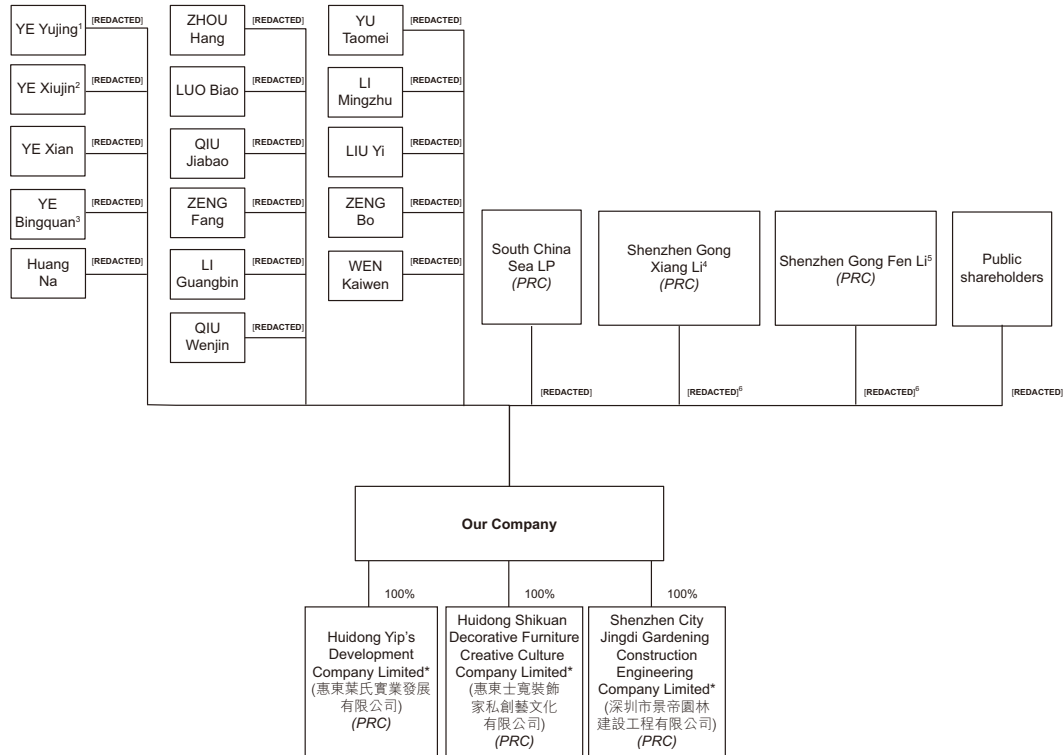 YE Yujing¹
[REDACTED]
YE Xiujin²
[REDACTED]
YE Xian
[REDACTED]
YE
Bingquan³
[REDACTED]
Huang
Na
[REDACTED]
ZHOU
Hang
[REDACTED]
LUO Biao
[REDACTED]
QIU
Jiabao
[REDACTED]
ZENG
Fang
[REDACTED]
LI
Guangbin
[REDACTED]
QIU
Wenjin
[REDACTED]
YU
Taomei
[REDACTED]
LI
Mingzhu
[REDACTED]
LIU Yi
[REDACTED]
ZENG
Bo
[REDACTED]
WEN
Kaiwen
[REDACTED]
South China
Sea LP
(PRC)
[REDACTED]
Shenzhen Gong
Xiang Li⁴
(PRC)
[REDACTED]⁶
Shenzhen Gong Fen Li⁵
(PRC)
[REDACTED]⁶
Public
shareholders
[REDACTED]
Our Company
100%
Huidong Yip's
Development
Company Limited*
(惠東葉氏實業發展
有限公司)
(PRC)
100%
Huidong Shikuan
Decorative Furniture
Creative Culture
Company Limited*
(惠東士寬裝飾
家私創藝文化
有限公司)
(PRC)
100%
Shenzhen City
Jingdi Gardening
Construction
Engineering
Company Limited*
(深圳市景帝園林
建設工程有限公司)
(PRC)